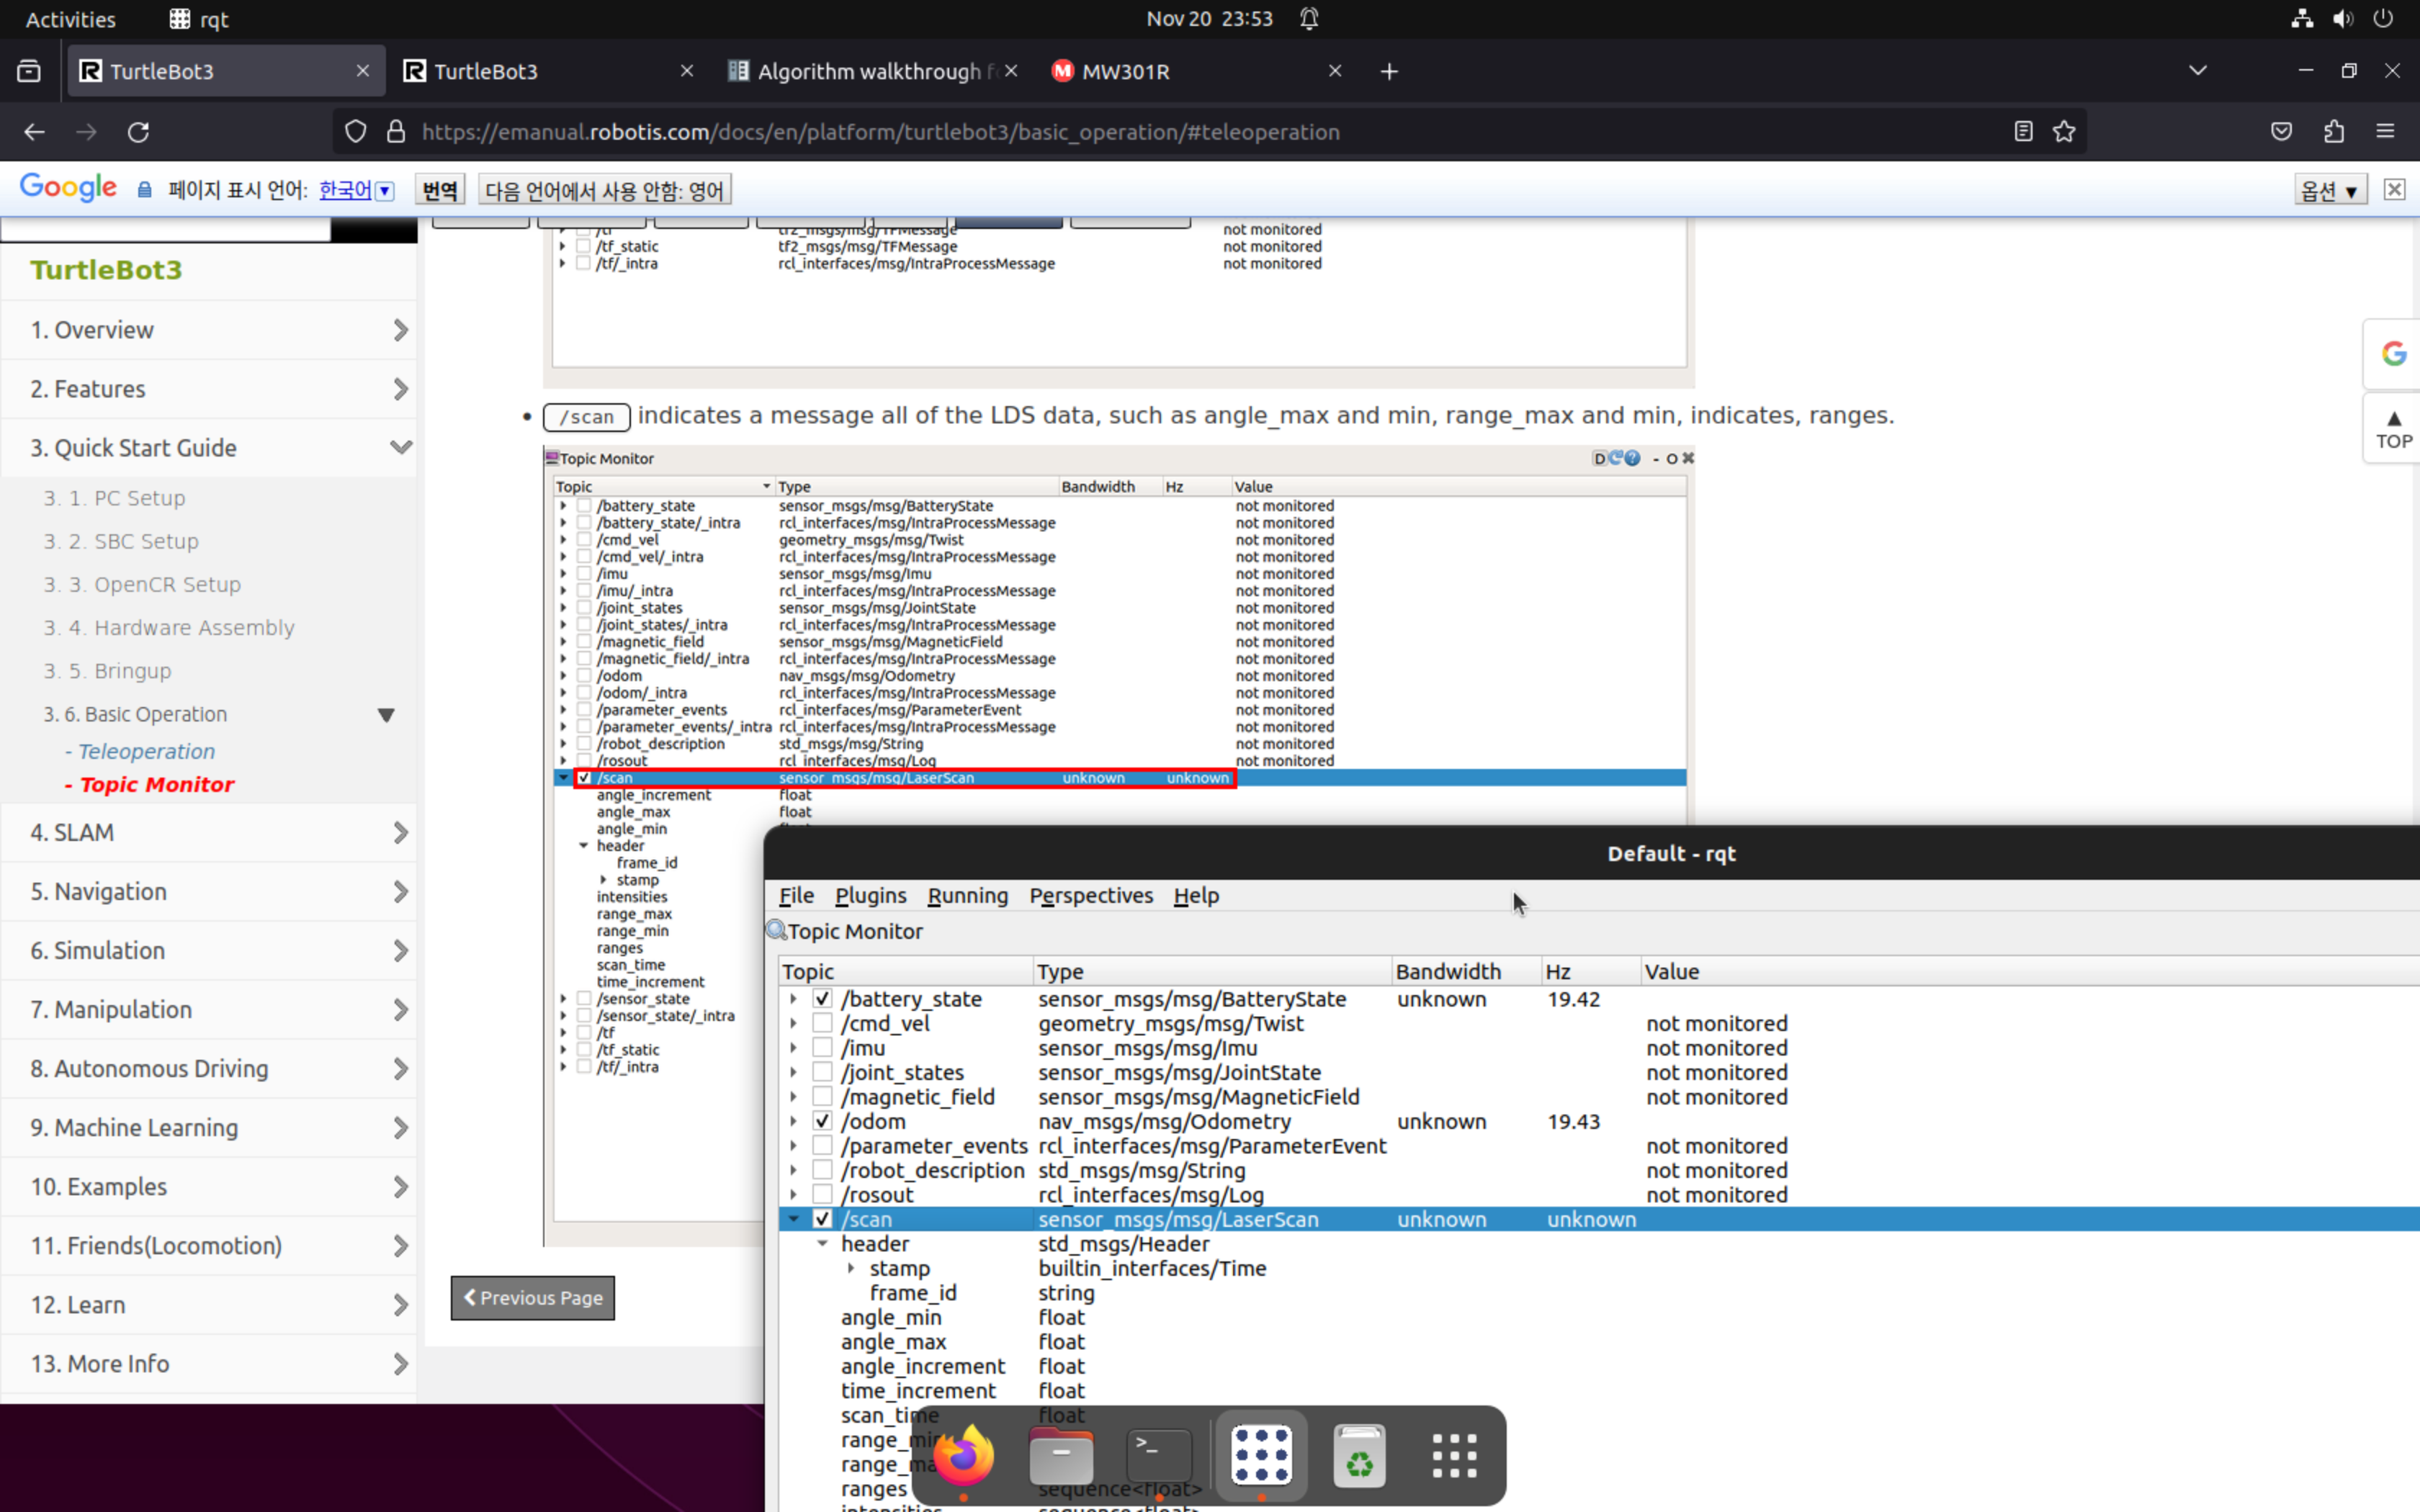 Activities rqt Nov 20 23:53
TurtleBot3 TurtleBot3 Algorithm walkthrough f MW301R
https://emanual.robotis.com/docs/en/platform/turtlebot3/basic_operation/#teleoperation
Google 페이지 표시 언어: 한국어 번역 다음 언어에서 사용 안함: 영어 옵션 ▼
TurtleBot3
1. Overview
2. Features
3. Quick Start Guide
3. 1. PC Setup
3. 2. SBC Setup
3. 3. OpenCR Setup
3. 4. Hardware Assembly
3. 5. Bringup
3. 6. Basic Operation
- Teleoperation
- Topic Monitor
4. SLAM
5. Navigation
6. Simulation
7. Manipulation
8. Autonomous Driving
9. Machine Learning
10. Examples
11. Friends(Locomotion)
12. Learn
13. More Info
/tf tf2_msgs/msg/TFMessage not monitored
/tf_static tf2_msgs/msg/TFMessage not monitored
/tf/_intra rcl_interfaces/msg/IntraProcessMessage not monitored
• /scan indicates a message all of the LDS data, such as angle_max and min, range_max and min, indicates, ranges.
Topic Monitor D - O
Topic Type Bandwidth Hz Value
/battery_state sensor_msgs/msg/BatteryState not monitored
/battery_state/_intra rcl_interfaces/msg/IntraProcessMessage not monitored
/cmd_vel geometry_msgs/msg/Twist not monitored
/cmd_vel/_intra rcl_interfaces/msg/IntraProcessMessage not monitored
/imu sensor_msgs/msg/Imu not monitored
/imu/_intra rcl_interfaces/msg/IntraProcessMessage not monitored
/joint_states sensor_msgs/msg/JointState not monitored
/joint_states/_intra rcl_interfaces/msg/IntraProcessMessage not monitored
/magnetic_field sensor_msgs/msg/MagneticField not monitored
/magnetic_field/_intra rcl_interfaces/msg/IntraProcessMessage not monitored
/odom nav_msgs/msg/Odometry not monitored
/odom/_intra rcl_interfaces/msg/IntraProcessMessage not monitored
/parameter_events rcl_interfaces/msg/ParameterEvent not monitored
/parameter_events/_intra rcl_interfaces/msg/IntraProcessMessage not monitored
/robot_description std_msgs/msg/String not monitored
/rosout rcl_interfaces/msg/Log not monitored
/scan sensor_msgs/msg/LaserScan unknown unknown
angle_increment float
angle_max float
angle_min
header
frame_id
stamp
intensities
range_max
range_min
ranges
scan_time
time_increment
/sensor_state
/sensor_state/_intra
/tf
/tf_static
/tf/_intra
Previous Page
G
TOP
Default - rqt
File Plugins Running Perspectives Help
Topic Monitor
Topic Type Bandwidth Hz Value
/battery_state sensor_msgs/msg/BatteryState unknown 19.42
/cmd_vel geometry_msgs/msg/Twist not monitored
/imu sensor_msgs/msg/Imu not monitored
/joint_states sensor_msgs/msg/JointState not monitored
/magnetic_field sensor_msgs/msg/MagneticField not monitored
/odom nav_msgs/msg/Odometry unknown 19.43
/parameter_events rcl_interfaces/msg/ParameterEvent not monitored
/robot_description std_msgs/msg/String not monitored
/rosout rcl_interfaces/msg/Log not monitored
/scan sensor_msgs/msg/LaserScan unknown unknown
header std_msgs/Header
stamp builtin_interfaces/Time
frame_id string
angle_min float
angle_max float
angle_increment float
time_increment float
scan_time float
ranges sequence<float>